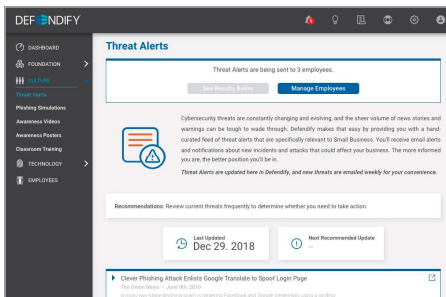 DEFENDIFY
DASHBOARD
FOUNDATION
CULTURE
Threat Alerts
Phishing Simulations
Awareness Videos
Awareness Posters
Classroom Training
TECHNOLOGY
EMPLOYEES
Threat Alerts
Threat Alerts are being sent to 3 employees.
See Results Below
Manage Employees
Cybersecurity threats are constantly changing and evolving, and the sheer volume of news stories and
warnings can be tough to wade through. Defendify makes that easy by providing you with a hand-
curated feed of threat alerts that are specifically relevant to Small Business. You'll receive email alerts
and notifications about new incidents and attacks that could affect your business. The more informed
you are, the better position you'll be in.
Threat Alerts are updated here in Defendify, and new threats are emailed weekly for your convenience.
Recommendations: Review current threats frequently to determine whether you need to take action.
Last Updated
Dec 29. 2018
Next Recommended Update
--
Clever Phishing Attack Enlists Google Translate to Spoof Login Page
The Onion News – June 9th, 2019